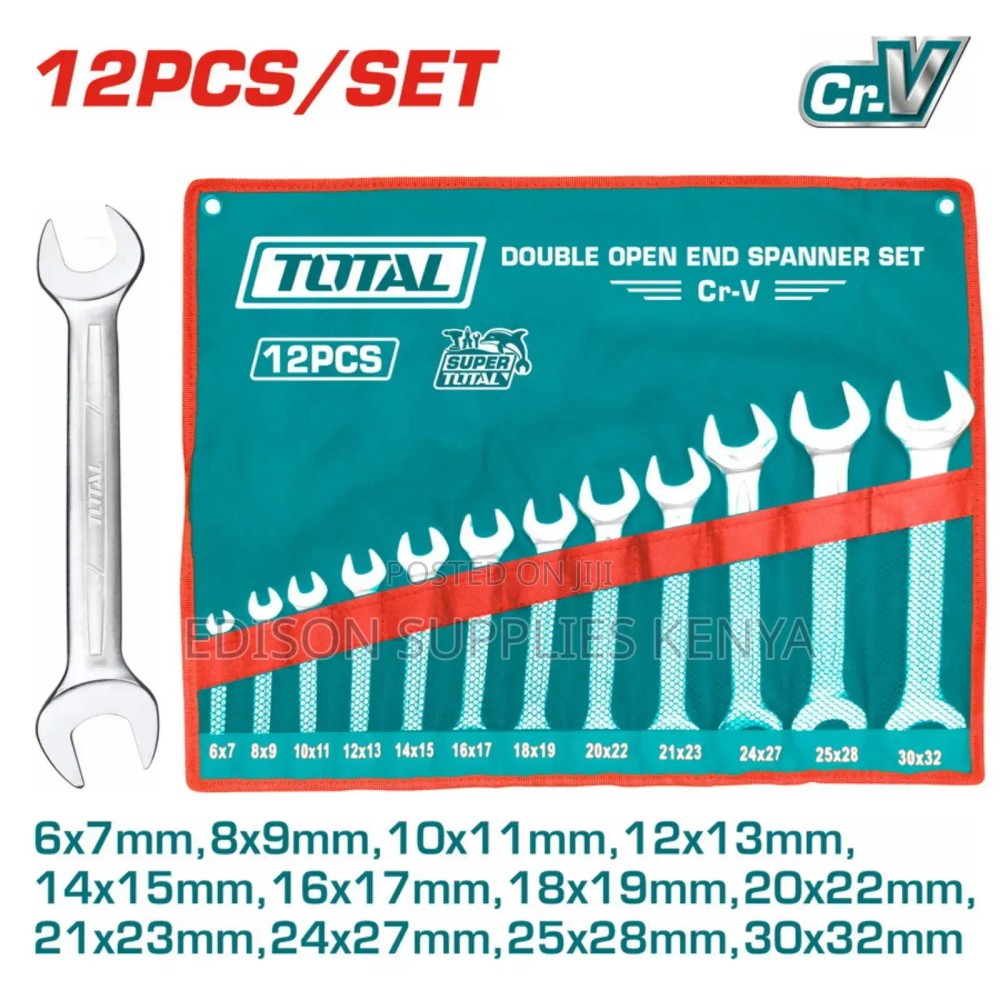 12PCS/SET
Cr-V
TOTAL
DOUBLE OPEN END SPANNER SET
Cr-V
12PCS
SUPER
TOTAL
TOTAL
POSTED ON JIJI
EDISON SUPPLIES KENYA
6x7 8x9 10x11 12x13 14x15 16x17 18x19 20x22 21x23 24x27 25x28 30x32
6x7mm,8x9mm,10x11mm,12x13mm,
14x15mm,16x17mm,18x19mm,20x22mm,
21x23mm,24x27mm,25x28mm,30x32mm